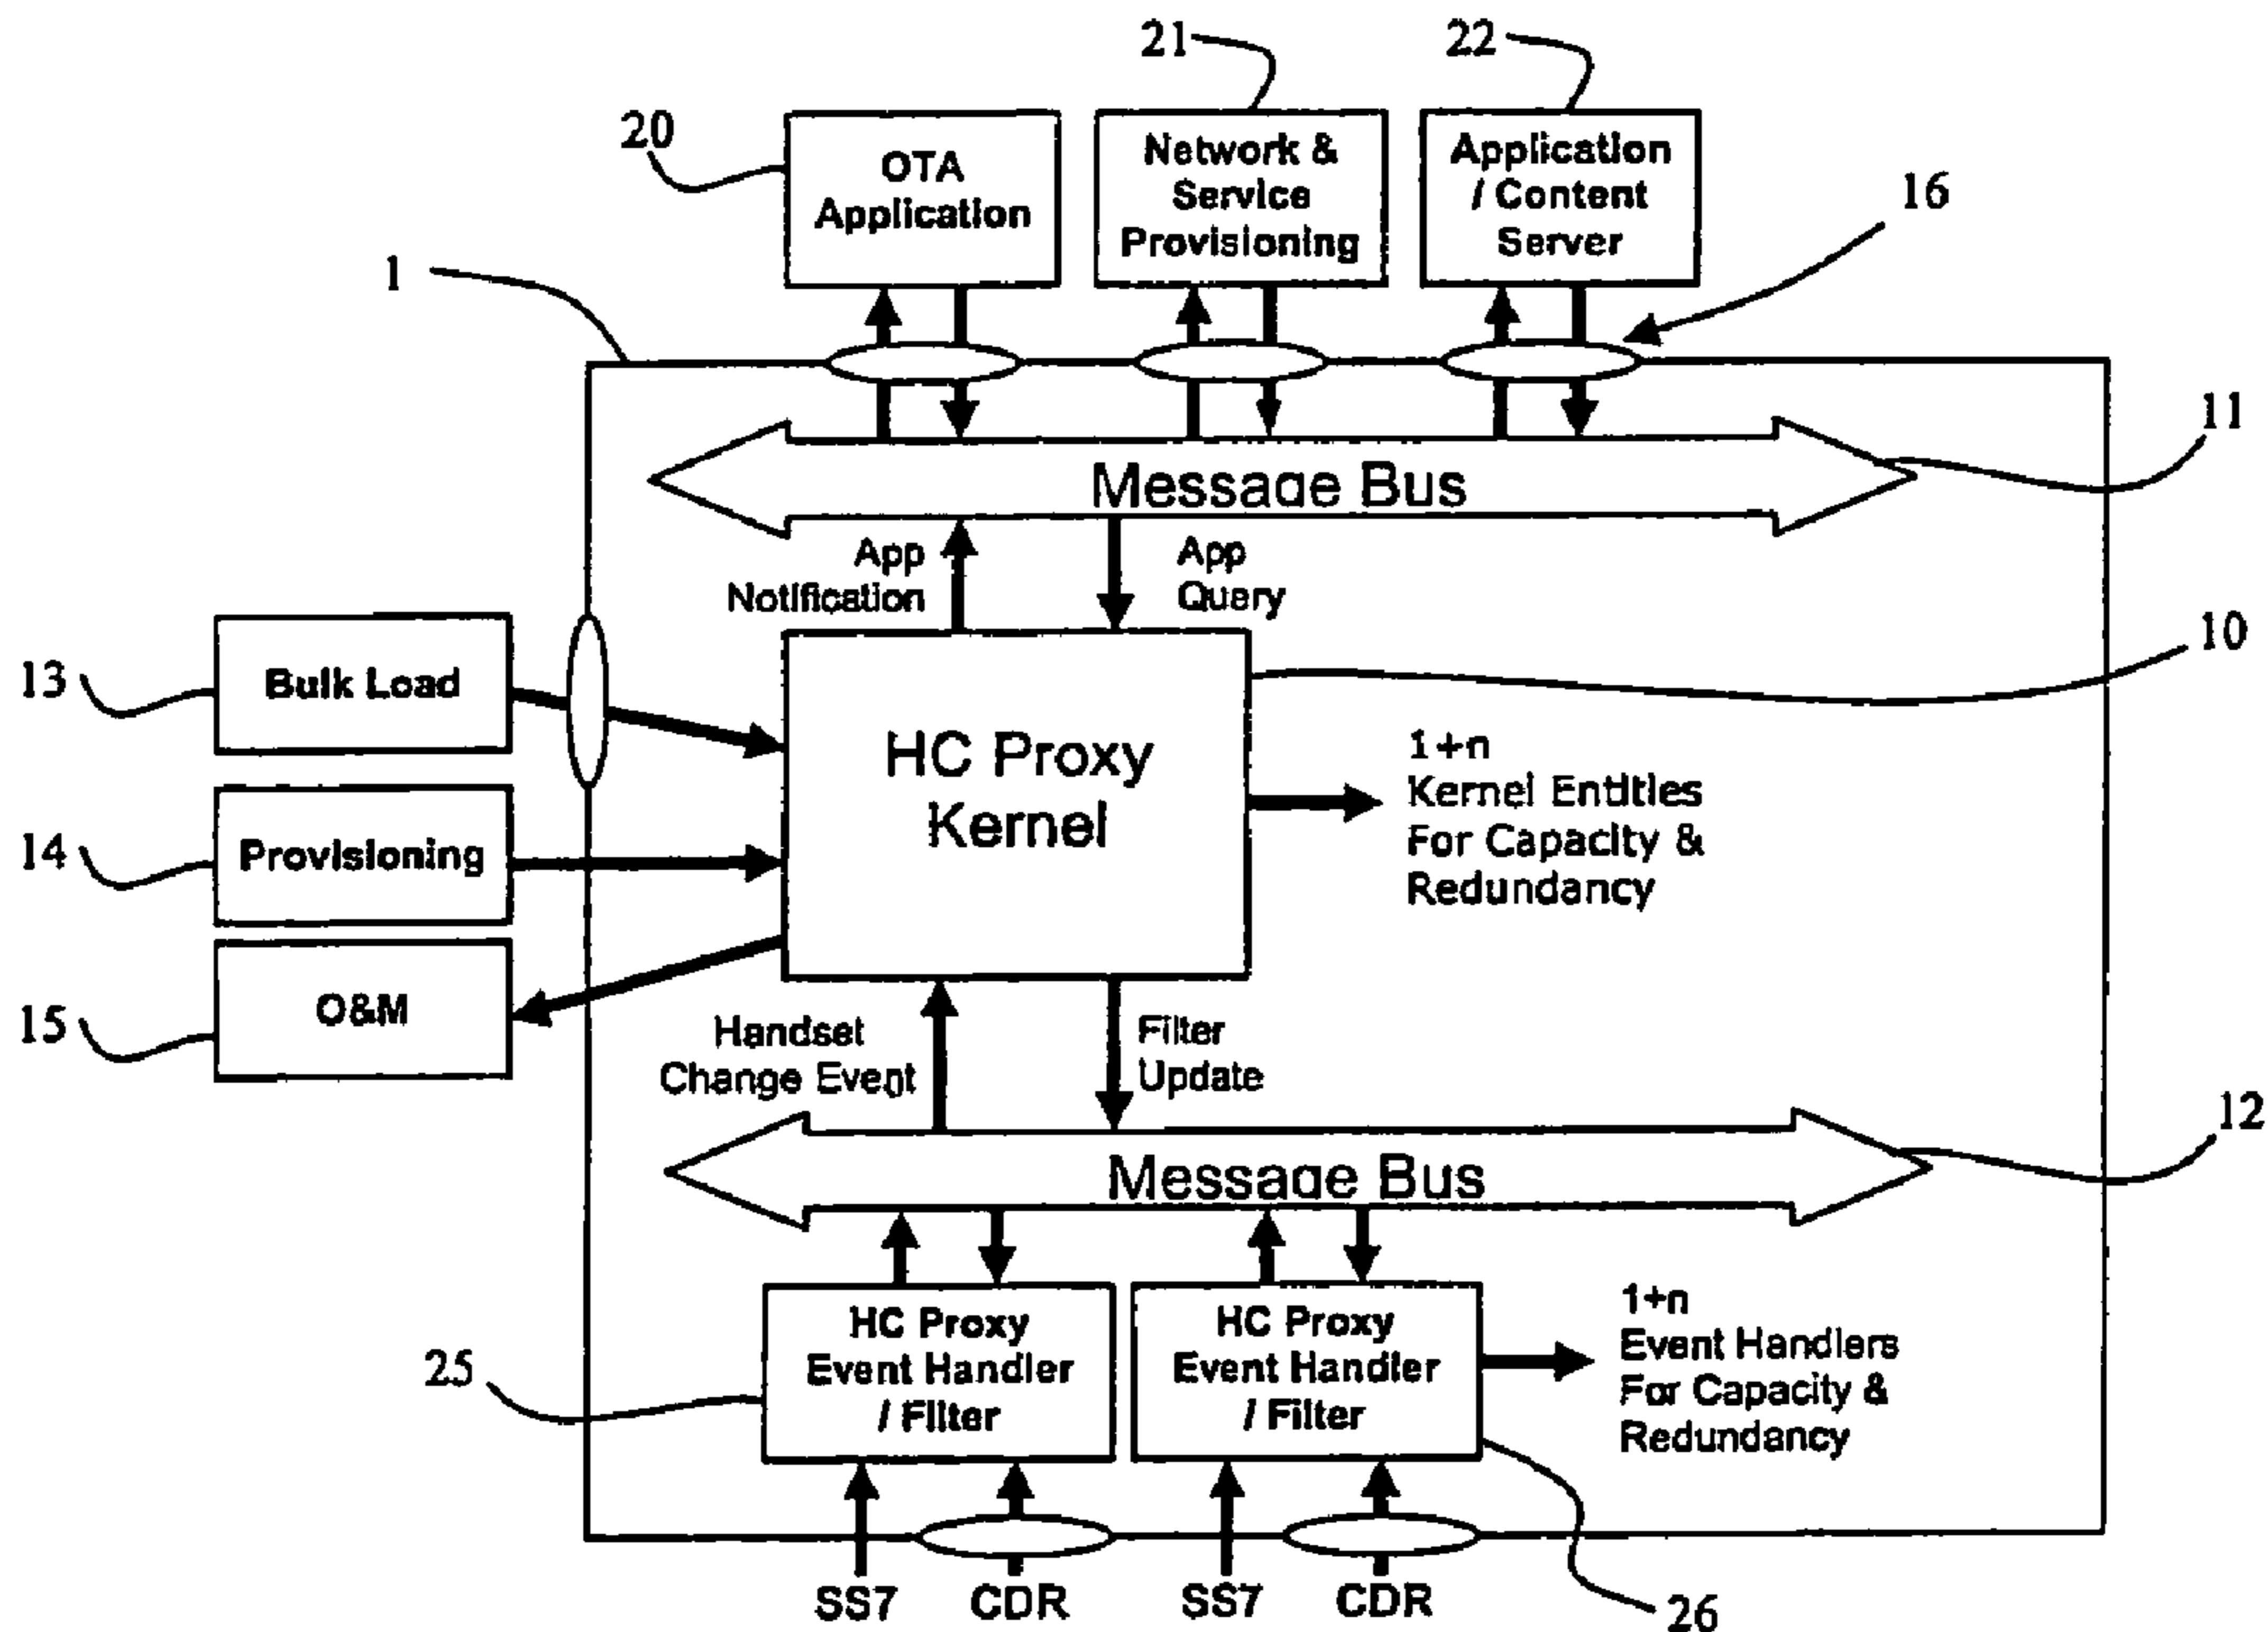 21
22
20
OTA
Application
Network &
Service
Provisioning
Application
/ Content
Server
16
1
11
Message Bus
App
Notification
App
Query
10
13
Bulk Load
HC Proxy
Kernel
1+n
Kernel Entities
For Capacity &
Redundancy
14
Provisioning
15
O&M
Handset
Change Event
Filter
Update
12
Message Bus
25
HC Proxy
Event Handler
/ Filter
HC Proxy
Event Handler
/ Filter
1+n
Event Handlers
For Capacity &
Redundancy
SS7
CDR
SS7
CDR
26